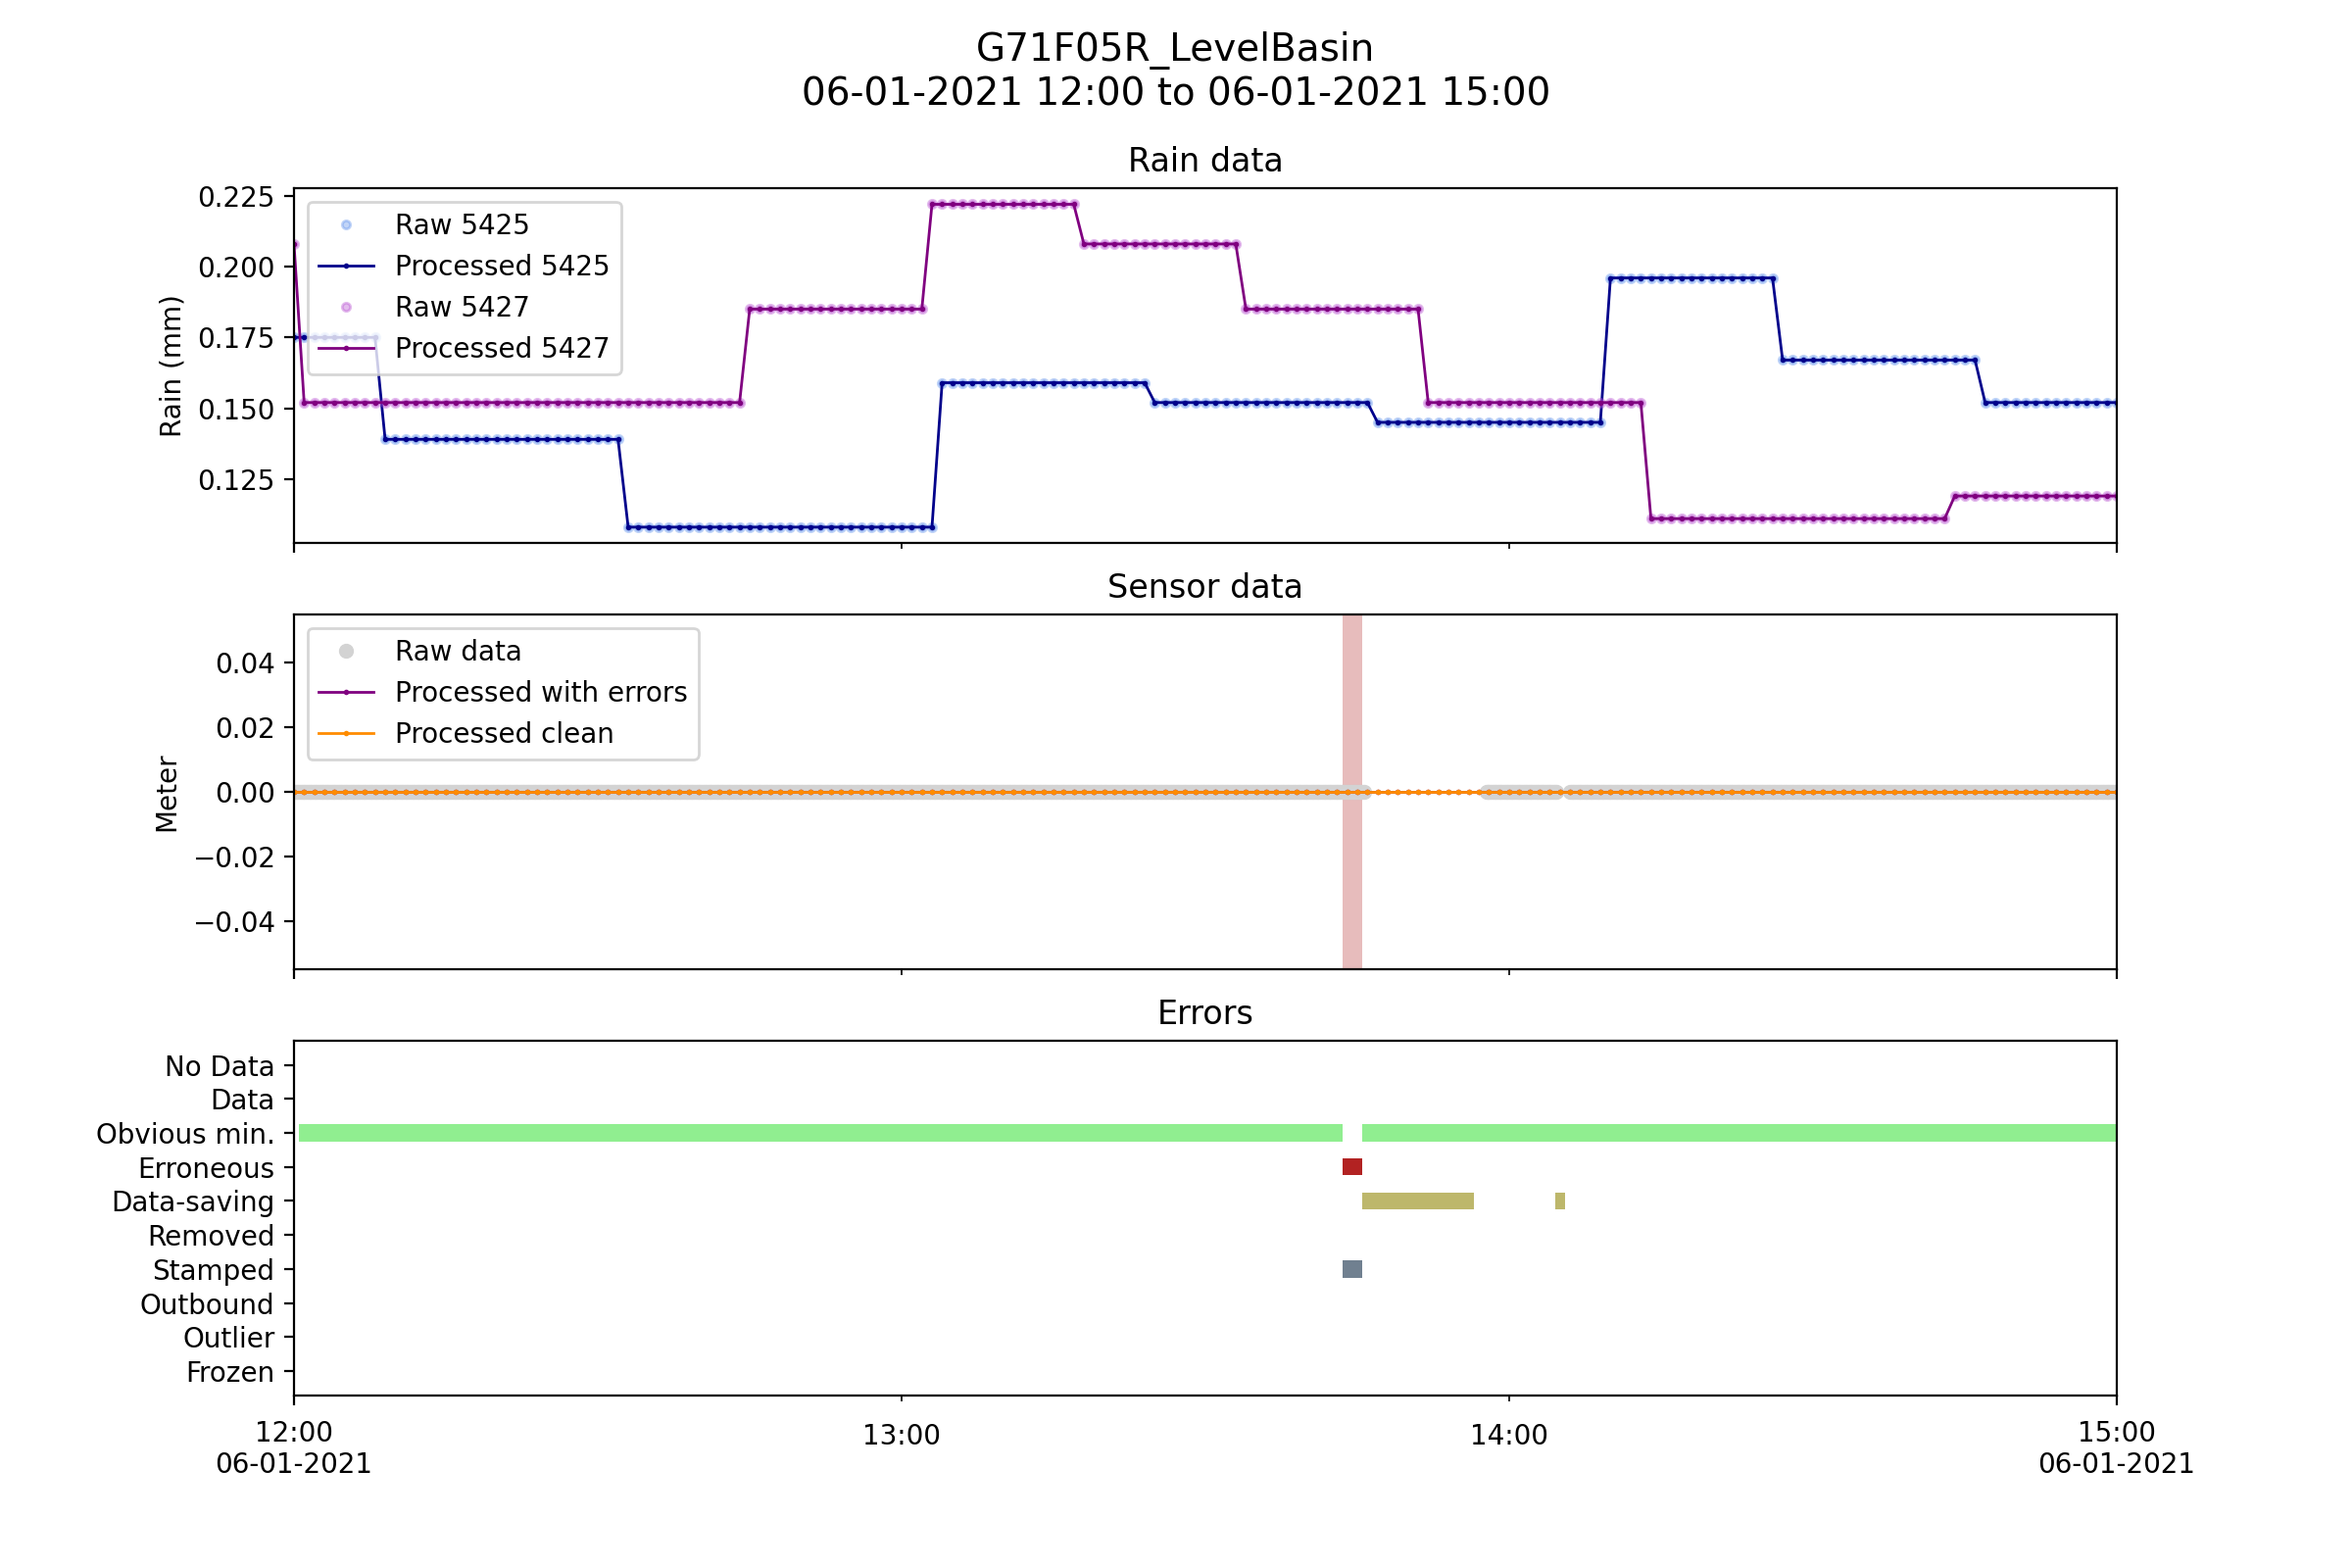 G71F05R_LevelBasin
06-01-2021 12:00 to 06-01-2021 15:00
Rain data
Rain (mm)
0.225
0.200
0.175
0.150
0.125
Raw 5425
Processed 5425
Raw 5427
Processed 5427
Sensor data
Meter
0.04
0.02
0.00
−0.02
−0.04
Raw data
Processed with errors
Processed clean
Errors
No Data
Data
Obvious min.
Erroneous
Data-saving
Removed
Stamped
Outbound
Outlier
Frozen
12:00
06-01-2021
13:00
14:00
15:00
06-01-2021